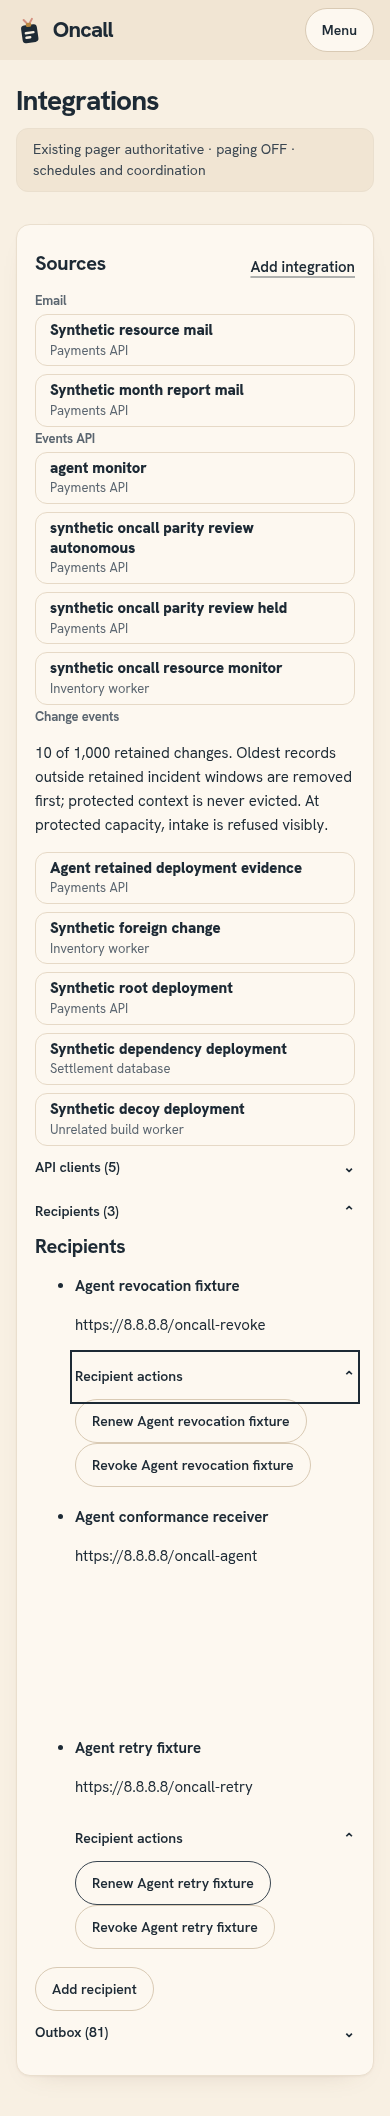 Oncall
Menu
Integrations
Existing pager authoritative · paging OFF ·
schedules and coordination
Sources
Add integration
Email
Synthetic resource mail
Payments API
Synthetic month report mail
Payments API
Events API
agent monitor
Payments API
synthetic oncall parity review
autonomous
Payments API
synthetic oncall parity review held
Payments API
synthetic oncall resource monitor
Inventory worker
Change events
10 of 1,000 retained changes. Oldest records
outside retained incident windows are removed
first; protected context is never evicted. At
protected capacity, intake is refused visibly.
Agent retained deployment evidence
Payments API
Synthetic foreign change
Inventory worker
Synthetic root deployment
Payments API
Synthetic dependency deployment
Settlement database
Synthetic decoy deployment
Unrelated build worker
API clients (5)
Recipients (3)
Recipients
Agent revocation fixture
https://8.8.8.8/oncall-revoke
Recipient actions
Renew Agent revocation fixture
Revoke Agent revocation fixture
Agent conformance receiver
https://8.8.8.8/oncall-agent
Agent retry fixture
https://8.8.8.8/oncall-retry
Recipient actions
Renew Agent retry fixture
Revoke Agent retry fixture
Add recipient
Outbox (81)